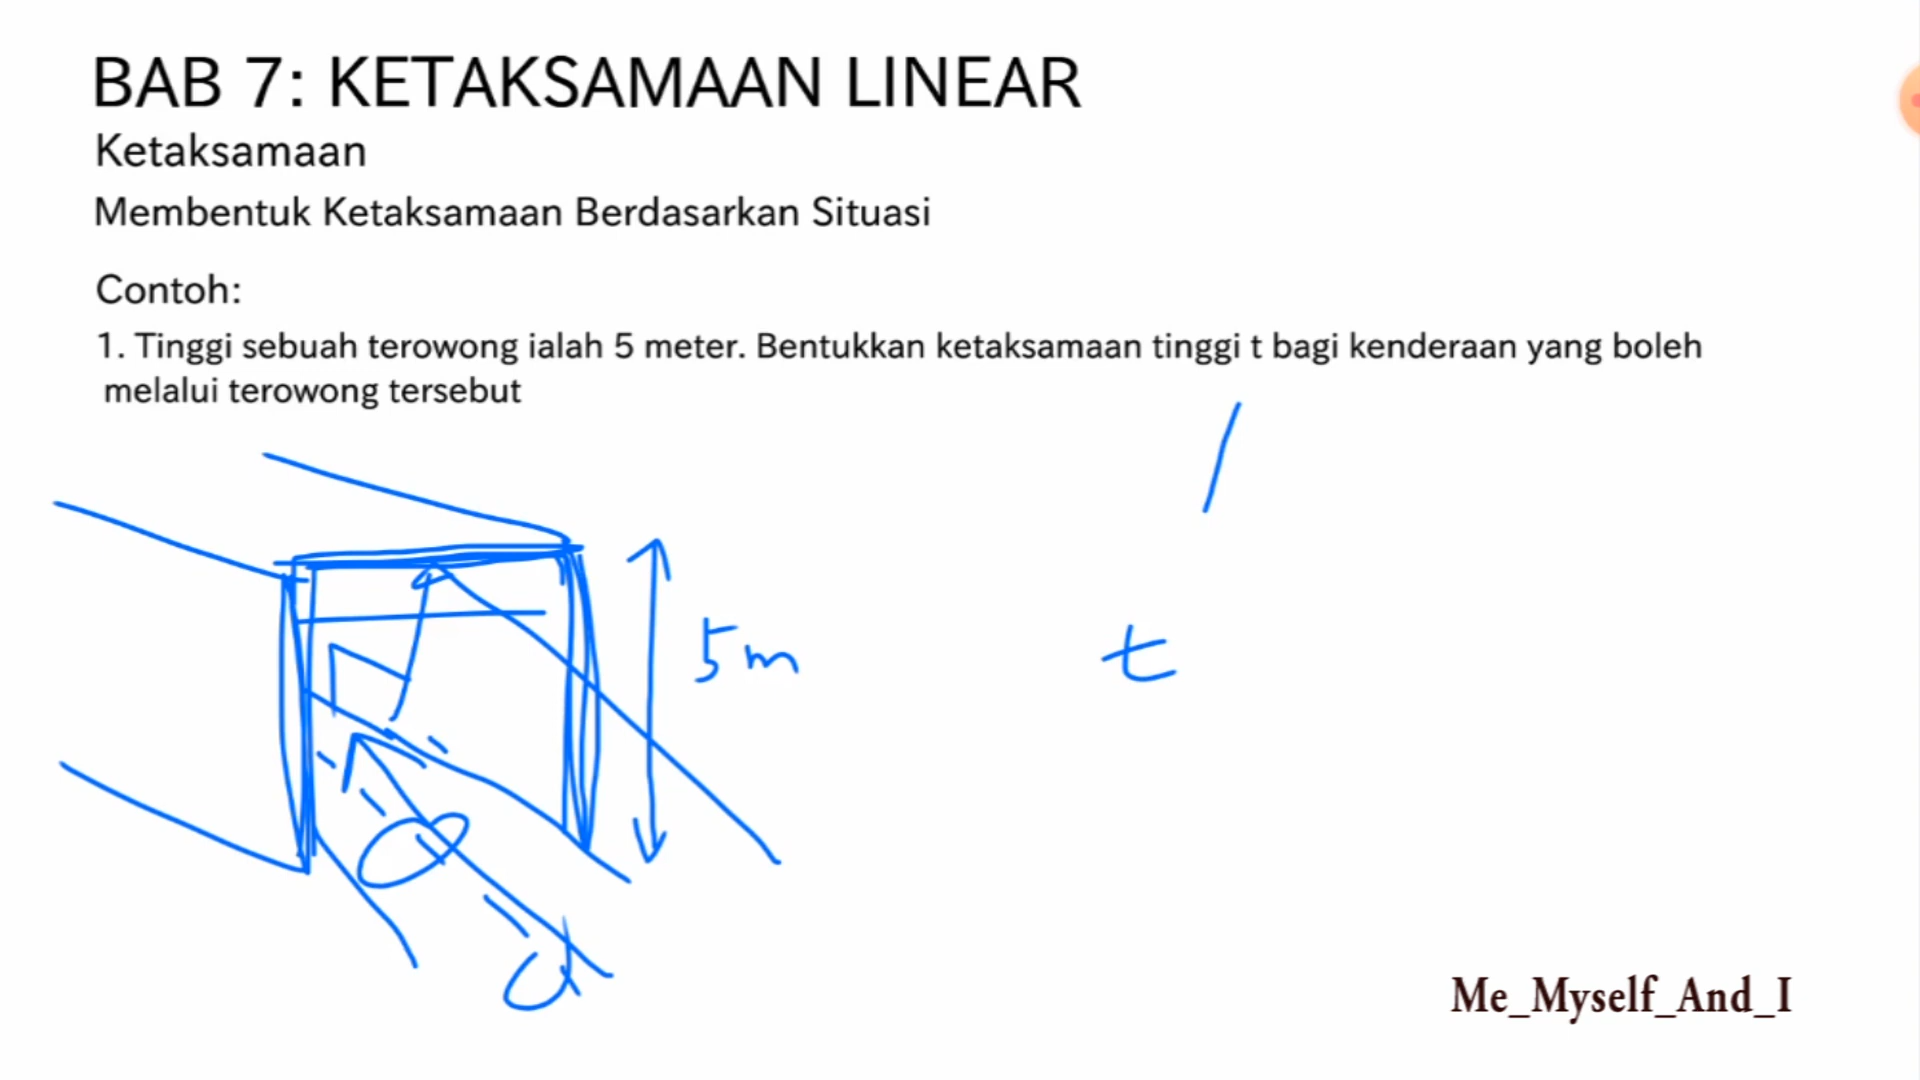 BAB 7: KETAKSAMAAN LINEAR
Ketaksamaan
Membentuk Ketaksamaan Berdasarkan Situasi
Contoh:
1. Tinggi sebuah terowong ialah 5 meter. Bentukkan ketaksamaan tinggi t bagi kenderaan yang boleh
melalui terowong tersebut
5m
t
Me_Myself_And_I